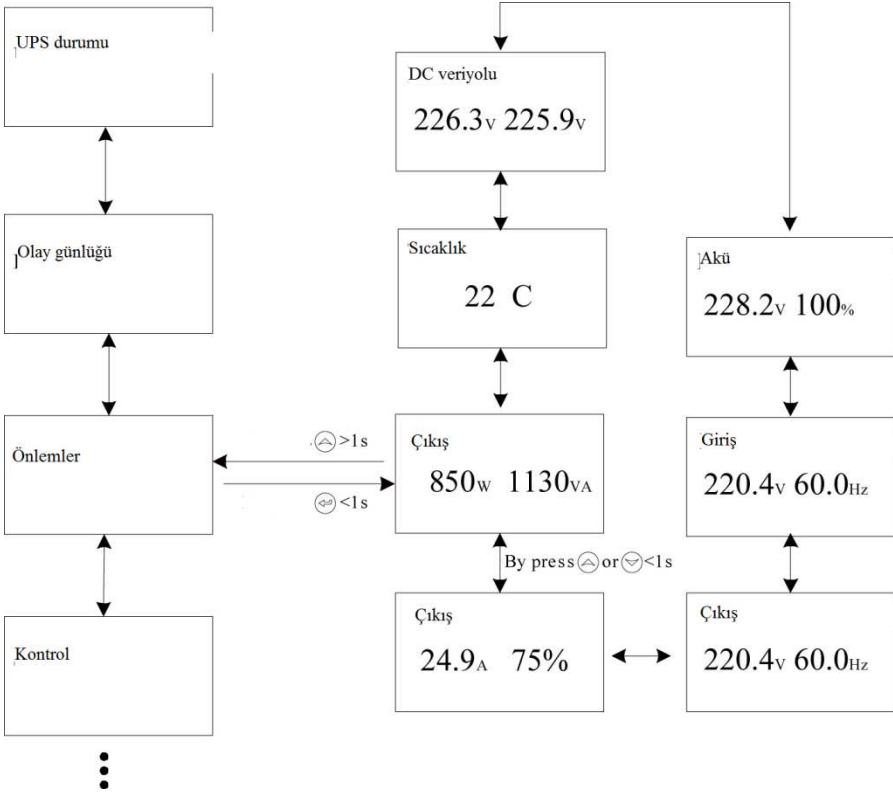 UPS durumu
Olay günlüğü
Önlemler
Kontrol
>1s
<1s
DC veriyolu
226.3V 225.9V
Sıcaklık
22 C
Çıkış
850W 1130VA
By press or <1s
Çıkış
24.9A 75%
Akü
228.2V 100%
Giriş
220.4V 60.0Hz
Çıkış
220.4V 60.0Hz